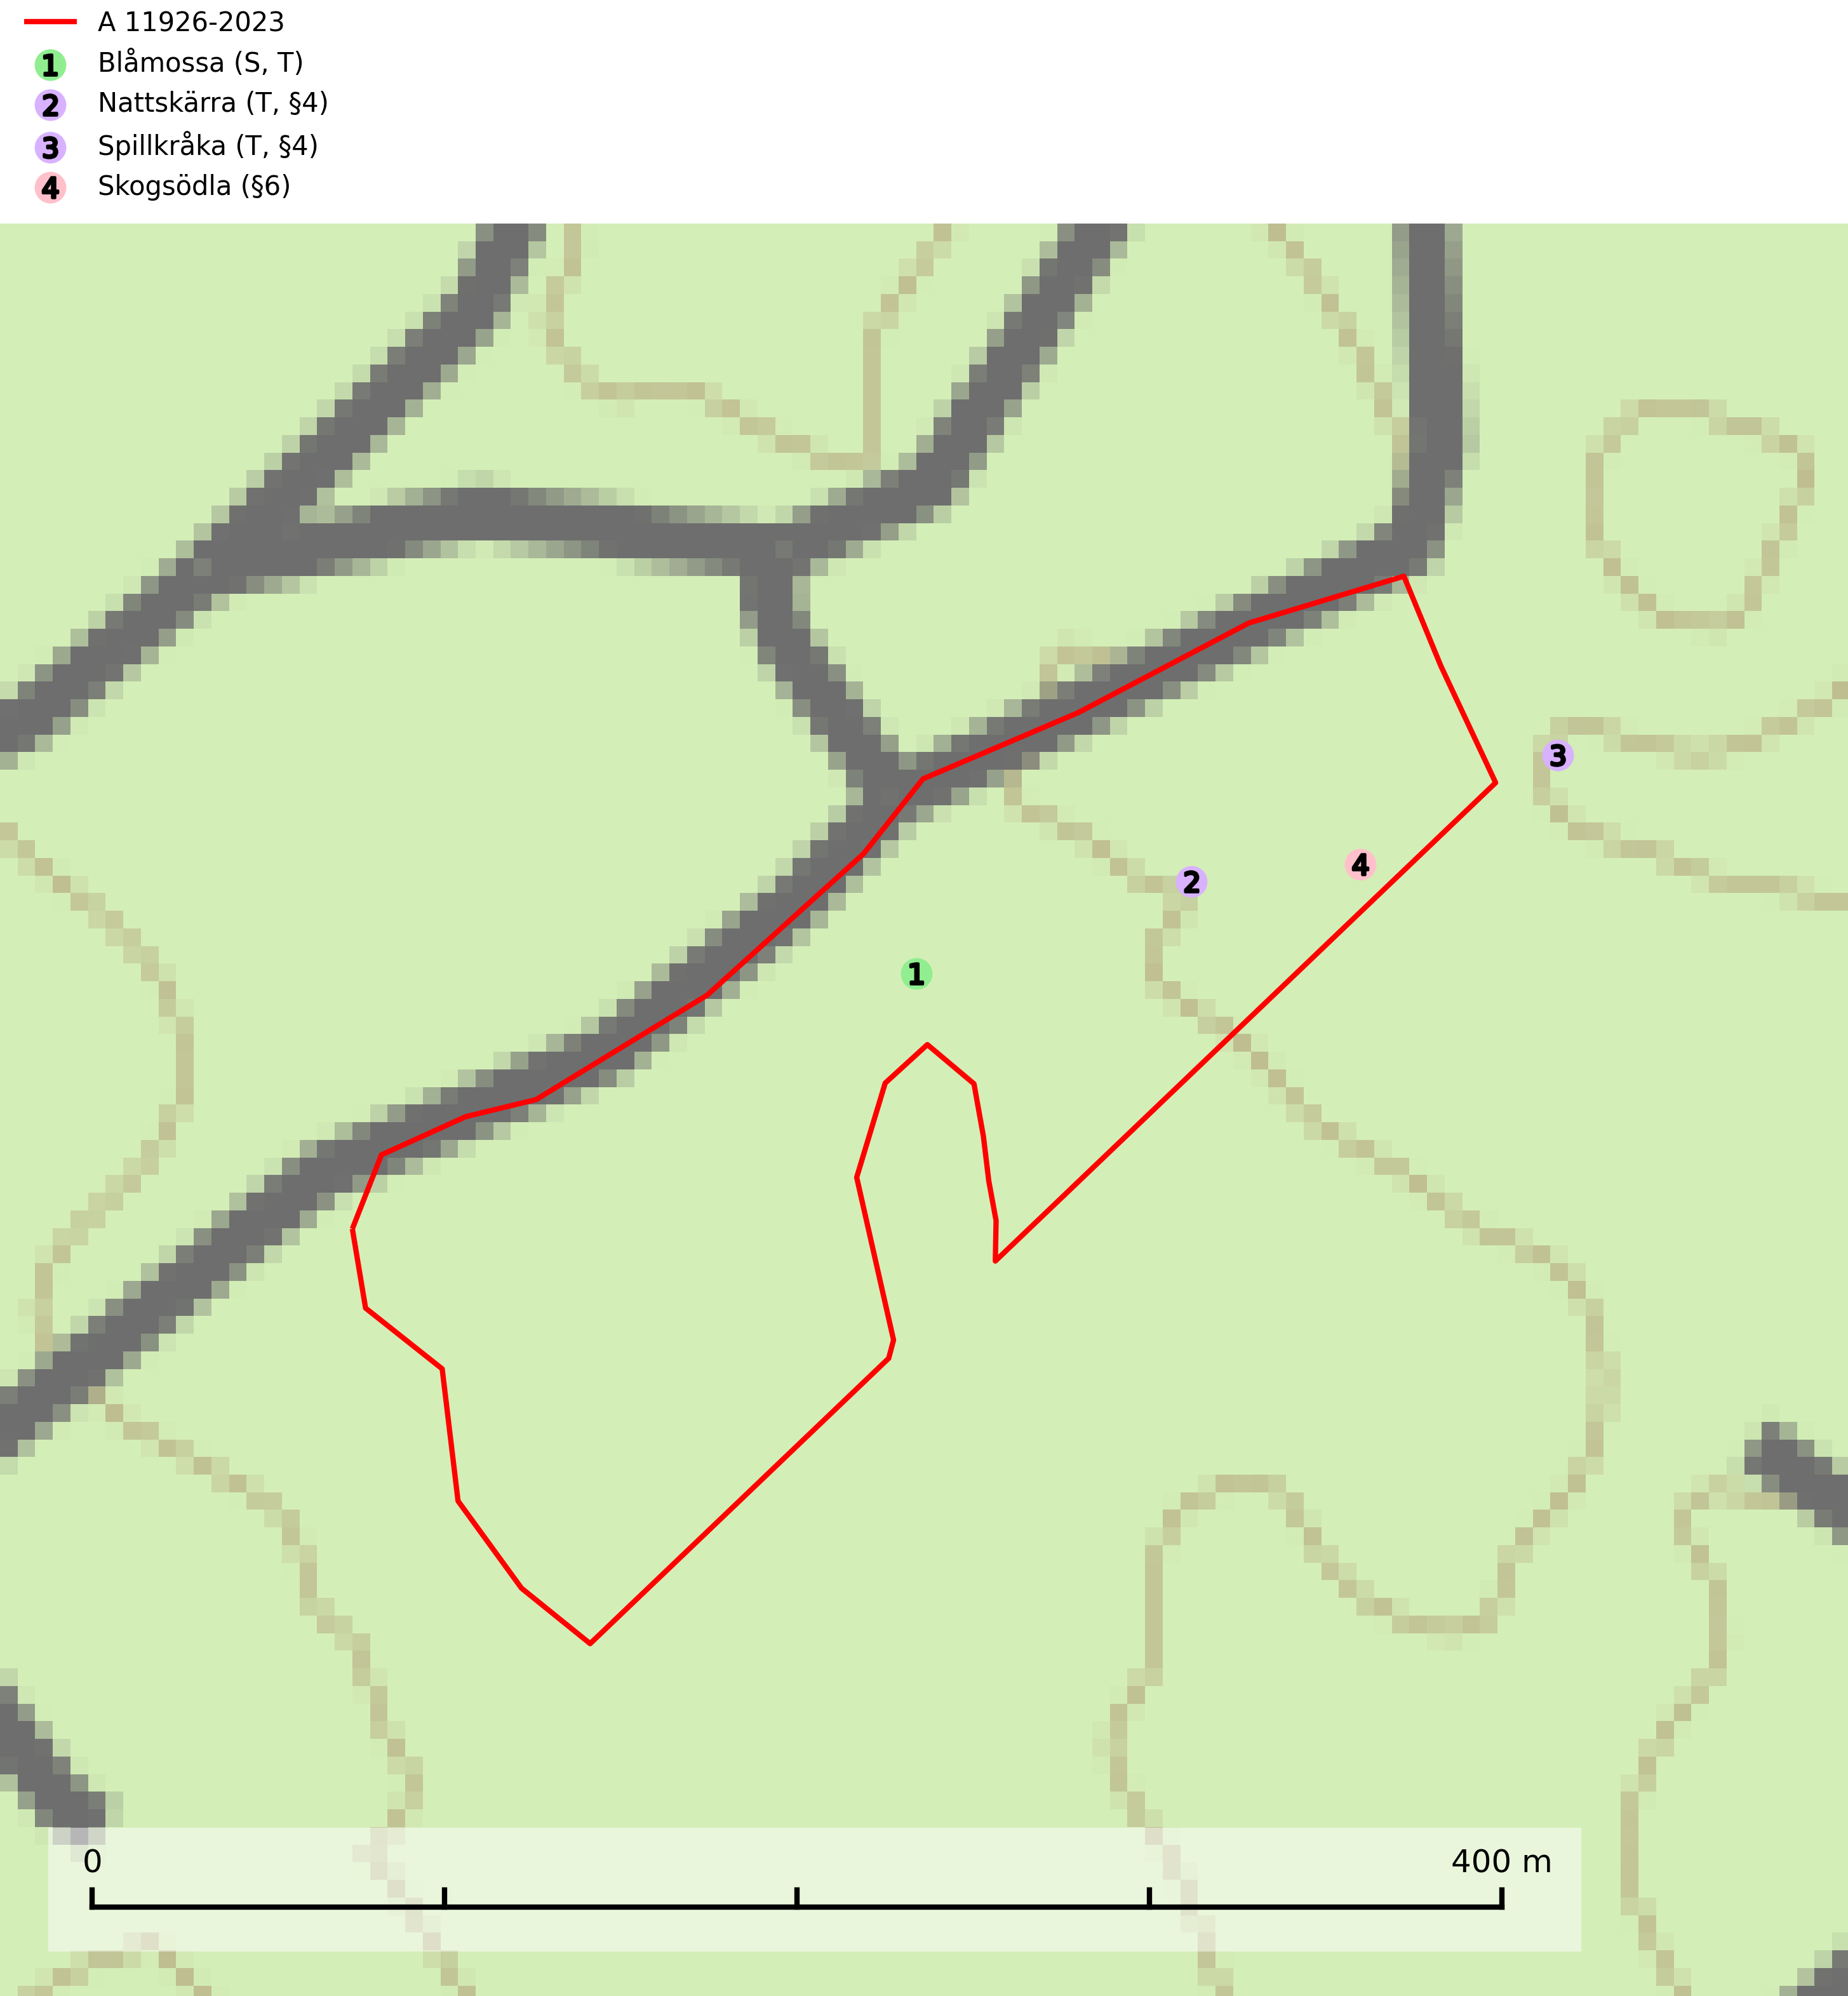 A 11926-2023
1 Blåmossa (S, T)
2 Nattskärra (T, §4)
3 Spillkråka (T, §4)
4 Skogsödla (§6)
3
4
2
1
0 400 m